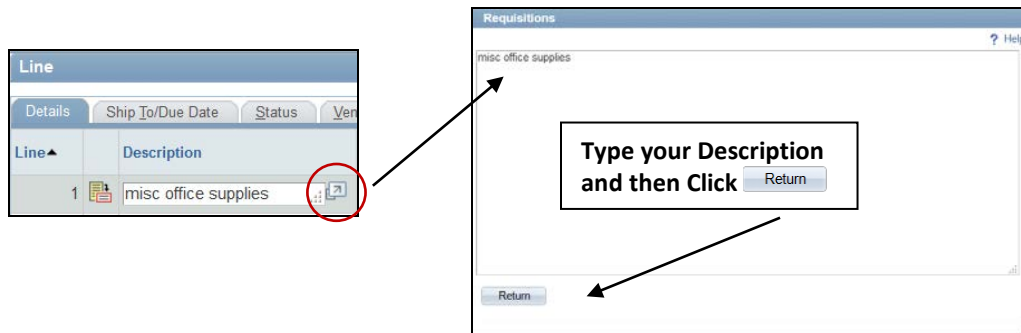 Line
Details Ship To/Due Date Status Ven
Line Description
1 misc office supplies
Requisitions
? Help
misc office supplies
Type your Description
and then Click Return
Return